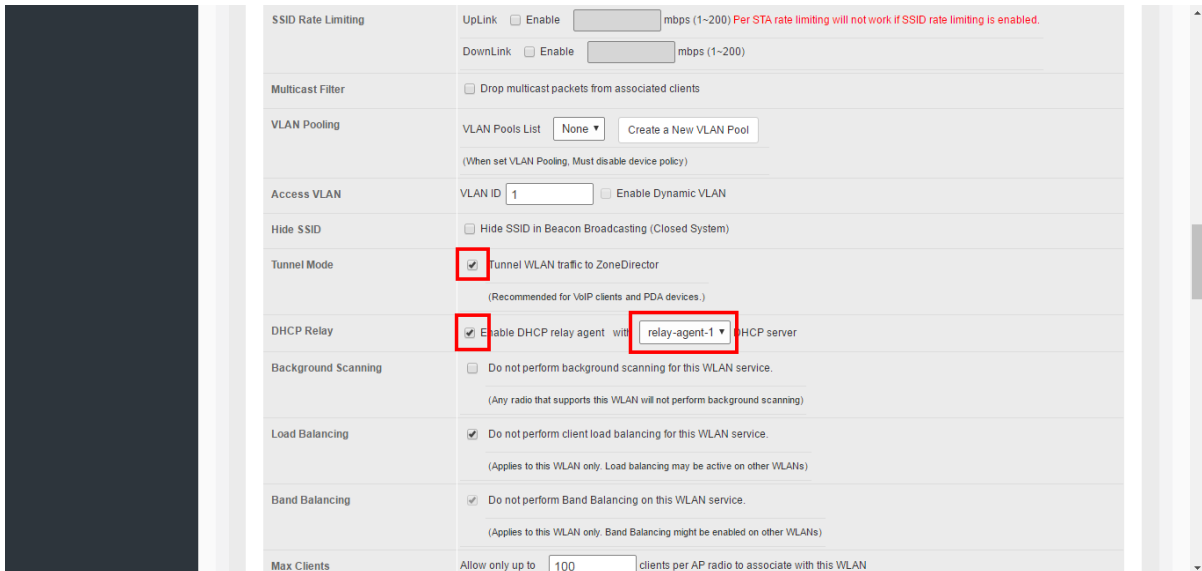 SSID Rate Limiting UpLink Enable mbps (1~200) Per STA rate limiting will not work if SSID rate limiting is enabled.
DownLink Enable mbps (1~200)
Multicast Filter Drop multicast packets from associated clients
VLAN Pooling VLAN Pools List None Create a New VLAN Pool
(When set VLAN Pooling, Must disable device policy)
Access VLAN VLAN ID 1 Enable Dynamic VLAN
Hide SSID Hide SSID in Beacon Broadcasting (Closed System)
Tunnel Mode Tunnel WLAN traffic to ZoneDirector
(Recommended for VoIP clients and PDA devices.)
DHCP Relay Enable DHCP relay agent with relay-agent-1 DHCP server
Background Scanning Do not perform background scanning for this WLAN service.
(Any radio that supports this WLAN will not perform background scanning)
Load Balancing Do not perform client load balancing for this WLAN service.
(Applies to this WLAN only. Load balancing may be active on other WLANs)
Band Balancing Do not perform Band Balancing on this WLAN service.
(Applies to this WLAN only. Band Balancing might be enabled on other WLANs)
Max Clients Allow only up to 100 clients per AP radio to associate with this WLAN